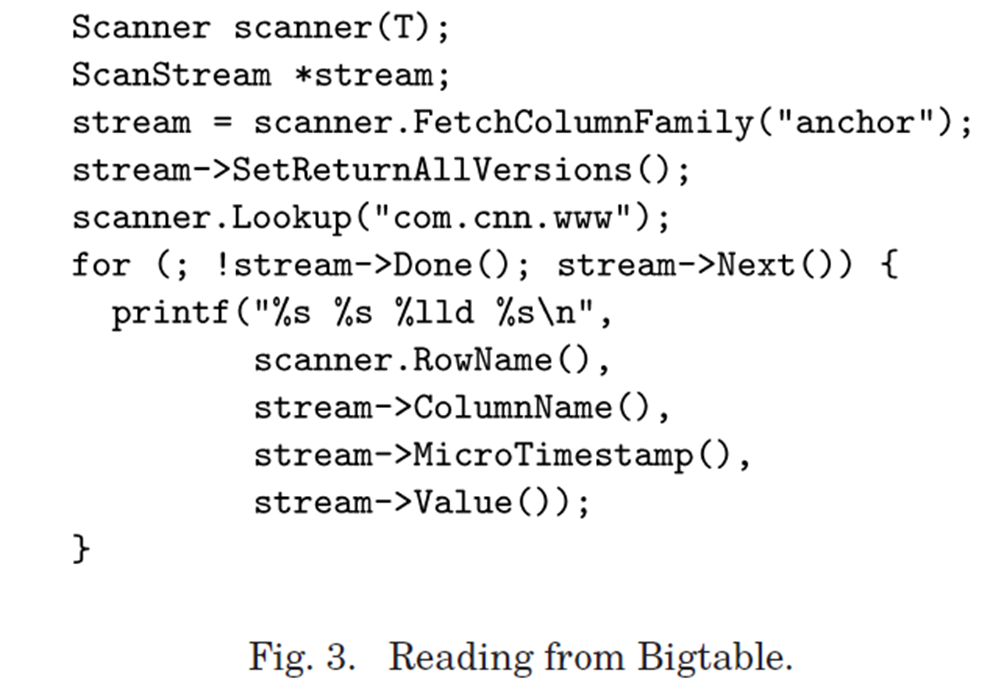 Scanner scanner(T);
ScanStream *stream;
stream = scanner.FetchColumnFamily("anchor");
stream->SetReturnAllVersions();
scanner.Lookup("com.cnn.www");
for (; !stream->Done(); stream->Next()) {
  printf("%s %s %lld %s\n",
         scanner.RowName(),
         stream->ColumnName(),
         stream->MicroTimestamp(),
         stream->Value());
}
Fig. 3. Reading from Bigtable.